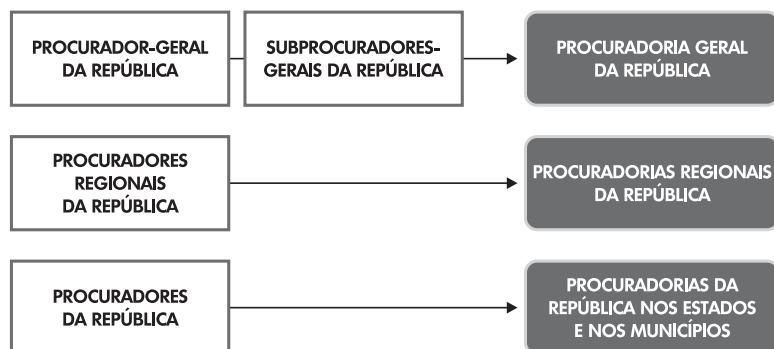 PROCURADOR-GERAL
DA REPÚBLICA
SUBPROCURADORES-
GERAIS DA REPÚBLICA
PROCURADORIA GERAL
DA REPÚBLICA
PROCURADORES
REGIONAIS
DA REPÚBLICA
PROCURADORIAS REGIONAIS
DA REPÚBLICA
PROCURADORES
DA REPÚBLICA
PROCURADORIAS DA
REPÚBLICA NOS ESTADOS
E NOS MUNICÍPIOS